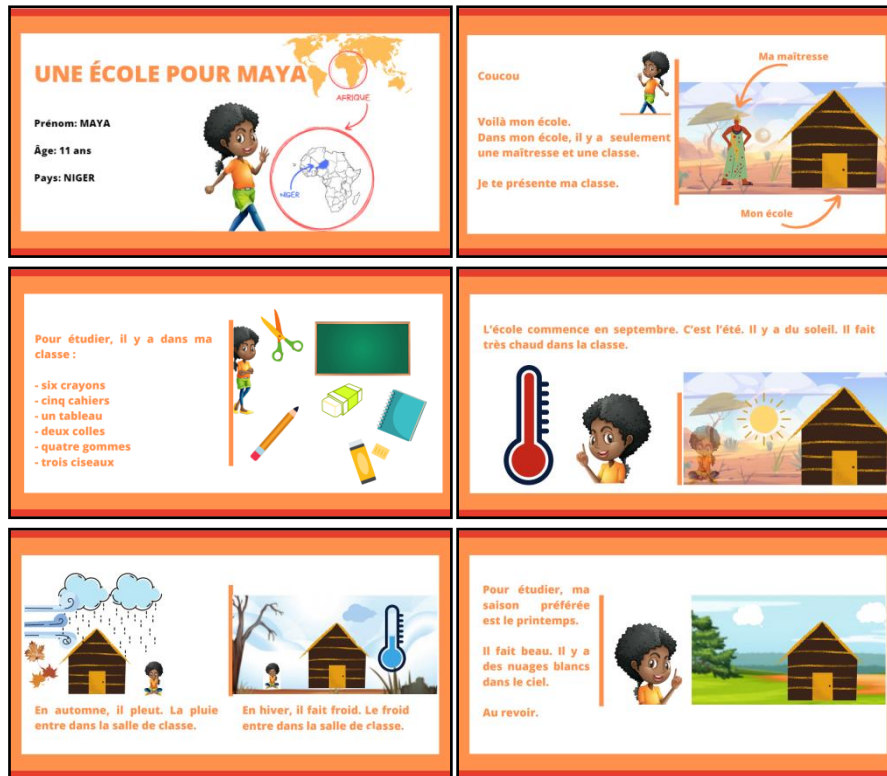 UNE ÉCOLE POUR MAYA
AFRIQUE
Prénom: MAYA
Âge: 11 ans
Pays: NIGER
NIGER
Coucou
Ma maîtresse
Voilà mon école.
Dans mon école, il y a seulement
une maîtresse et une classe.
Je te présente ma classe.
Mon école
Pour étudier, il y a dans ma
classe :
- six crayons
- cinq cahiers
- un tableau
- deux colles
- quatre gommes
- trois ciseaux
L'école commence en septembre. C'est l'été. Il y a du soleil. Il fait
très chaud dans la classe.
En automne, il pleut. La pluie
entre dans la salle de classe.
En hiver, il fait froid. Le froid
entre dans la salle de classe.
Pour étudier, ma
saison préférée
est le printemps.
Il fait beau. Il y a
des nuages blancs
dans le ciel.
Au revoir.